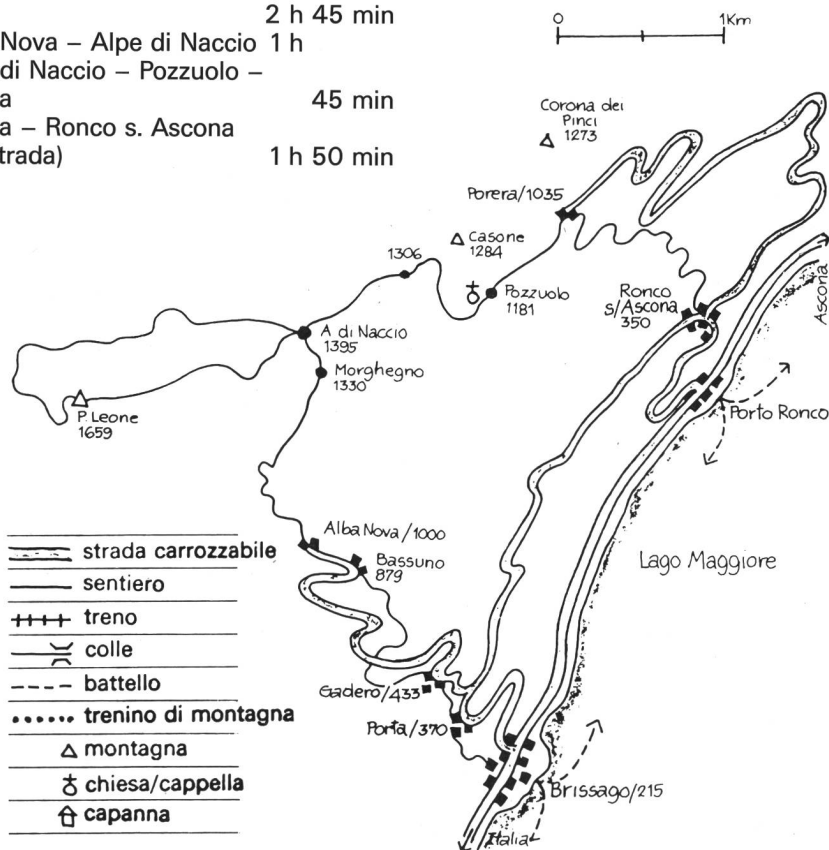 2 h 45 min
Nova – Alpe di Naccio 1 h
di Naccio – Pozzuolo –
a 45 min
a – Ronco s. Ascona
trada) 1 h 50 min
0 1Km
Corona dei
Pinci
1273
Porera/1035
Casone
1284
1306
Pozzuolo
1181
Ronco
s/Ascona
350
Ascona
A di Naccio
1395
Morghegno
1330
P. Leone
1659
Porto Ronco
Alba Nova/1000
Bassuno
879
Lago Maggiore
Gadero/433
Porta/370
Brissago/215
Italia
strada carrozzabile
sentiero
treno
colle
battello
trenino di montagna
montagna
chiesa/cappella
capanna